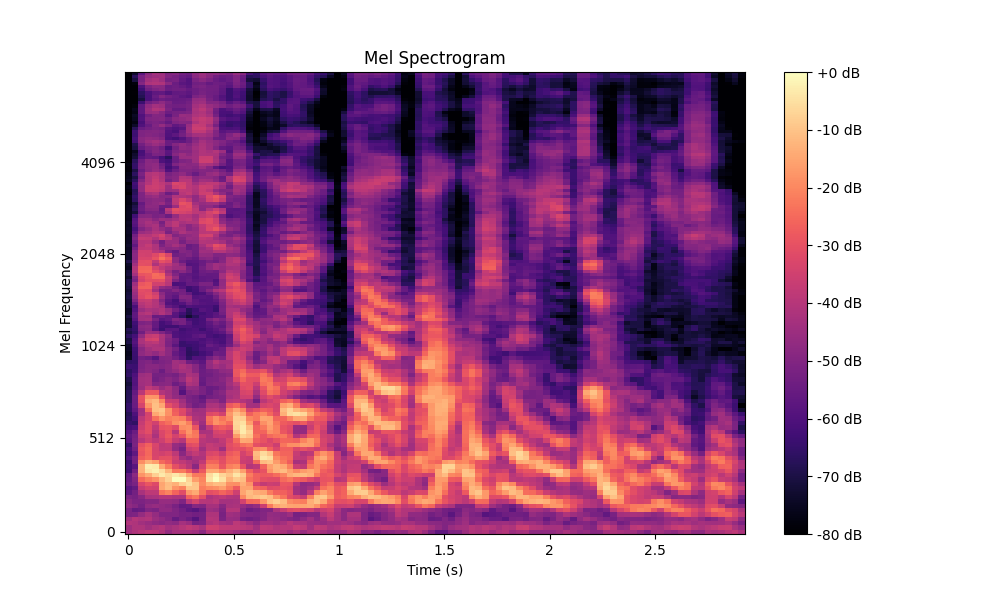 Mel Spectrogram
Mel Frequency
4096
2048
1024
512
0
0
0.5
1
1.5
2
2.5
Time (s)
+0 dB
-10 dB
-20 dB
-30 dB
-40 dB
-50 dB
-60 dB
-70 dB
-80 dB